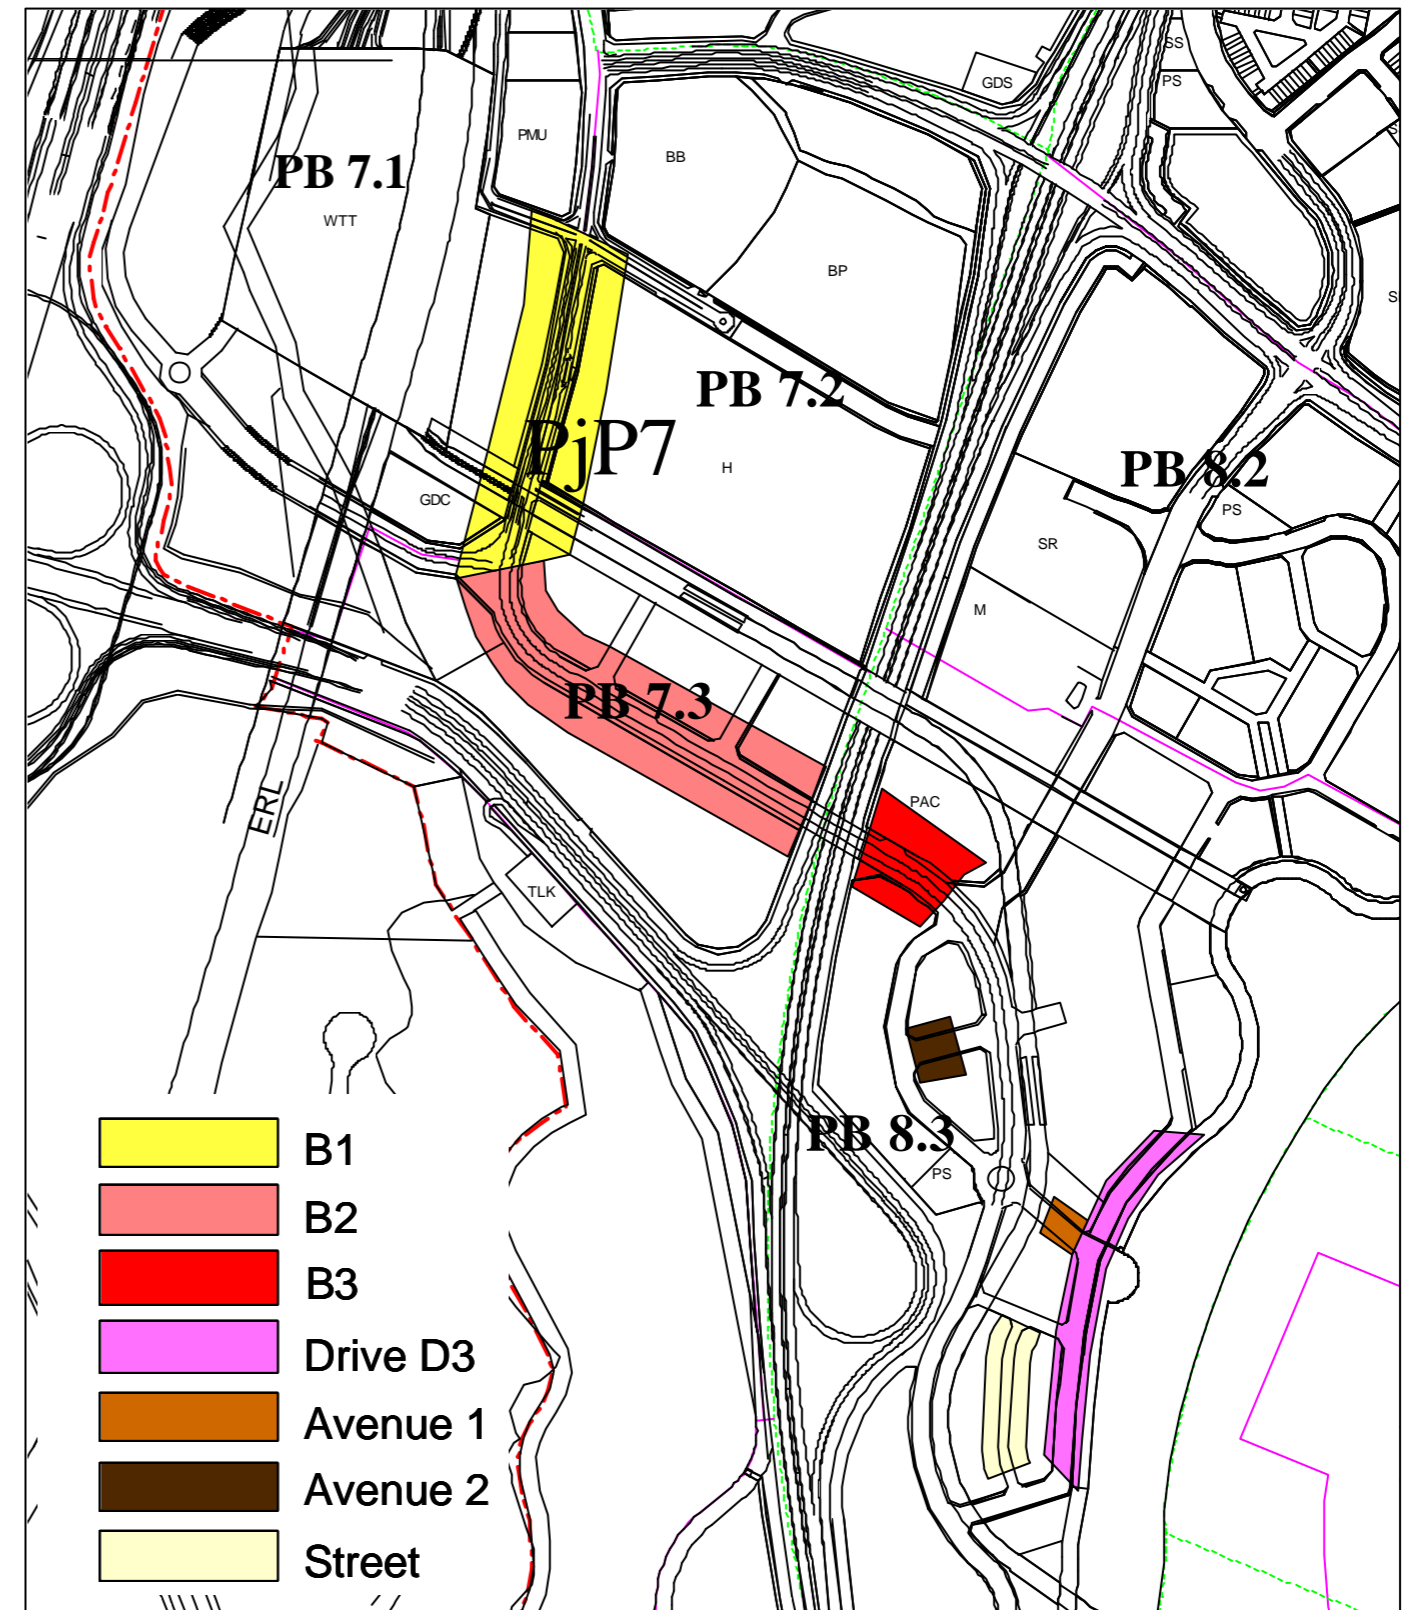 SS
GDS
PS
PMU
BB
PB 7.1
WTT
BP
S
PB 7.2
PjP7
H
PB 8.2
GDC
PS
SR
M
PB 7.3
ERL
PAC
TLK
PB 8.3
PS
B1
B2
B3
Drive D3
Avenue 1
Avenue 2
Street